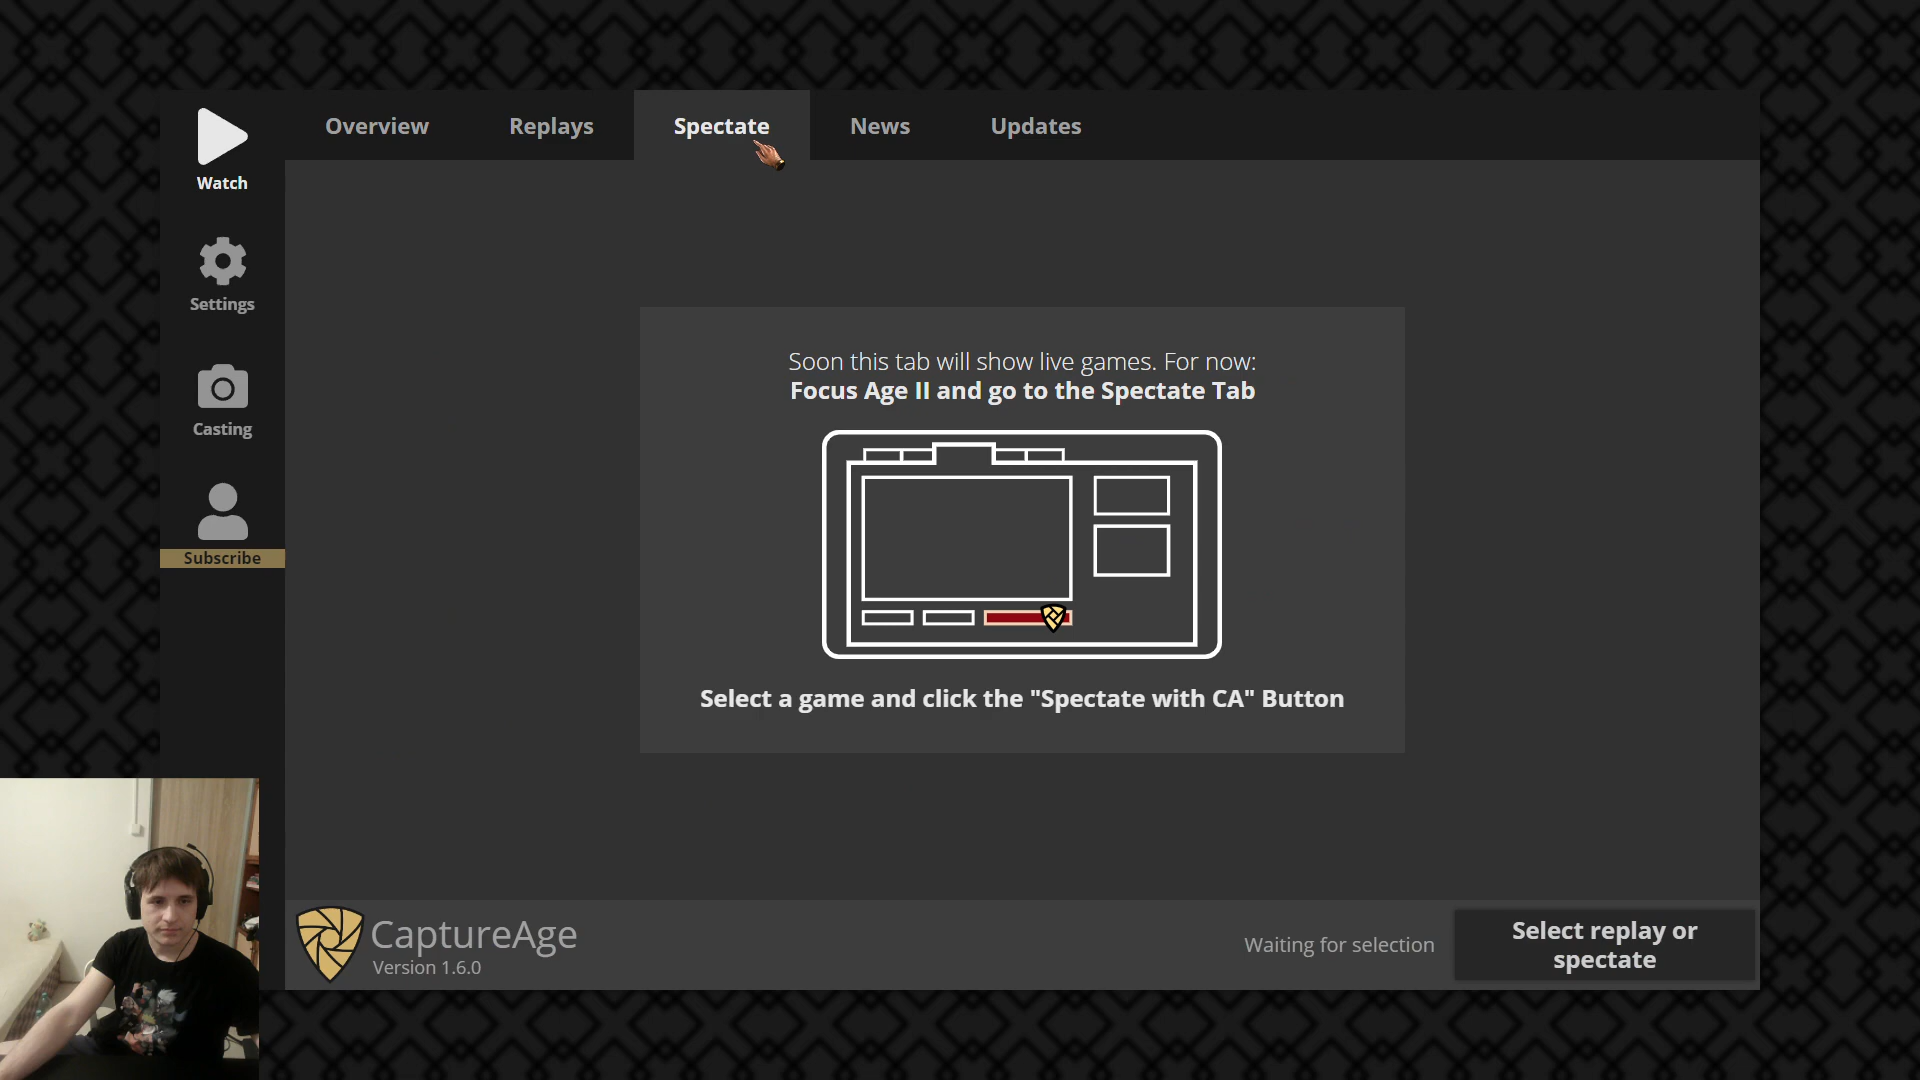 Overview
Replays
Spectate
News
Updates
Watch
Settings
Casting
Subscribe
Soon this tab will show live games. For now:
Focus Age II and go to the Spectate Tab
Select a game and click the "Spectate with CA" Button
CaptureAge
Version 1.6.0
Waiting for selection
Select replay or
spectate